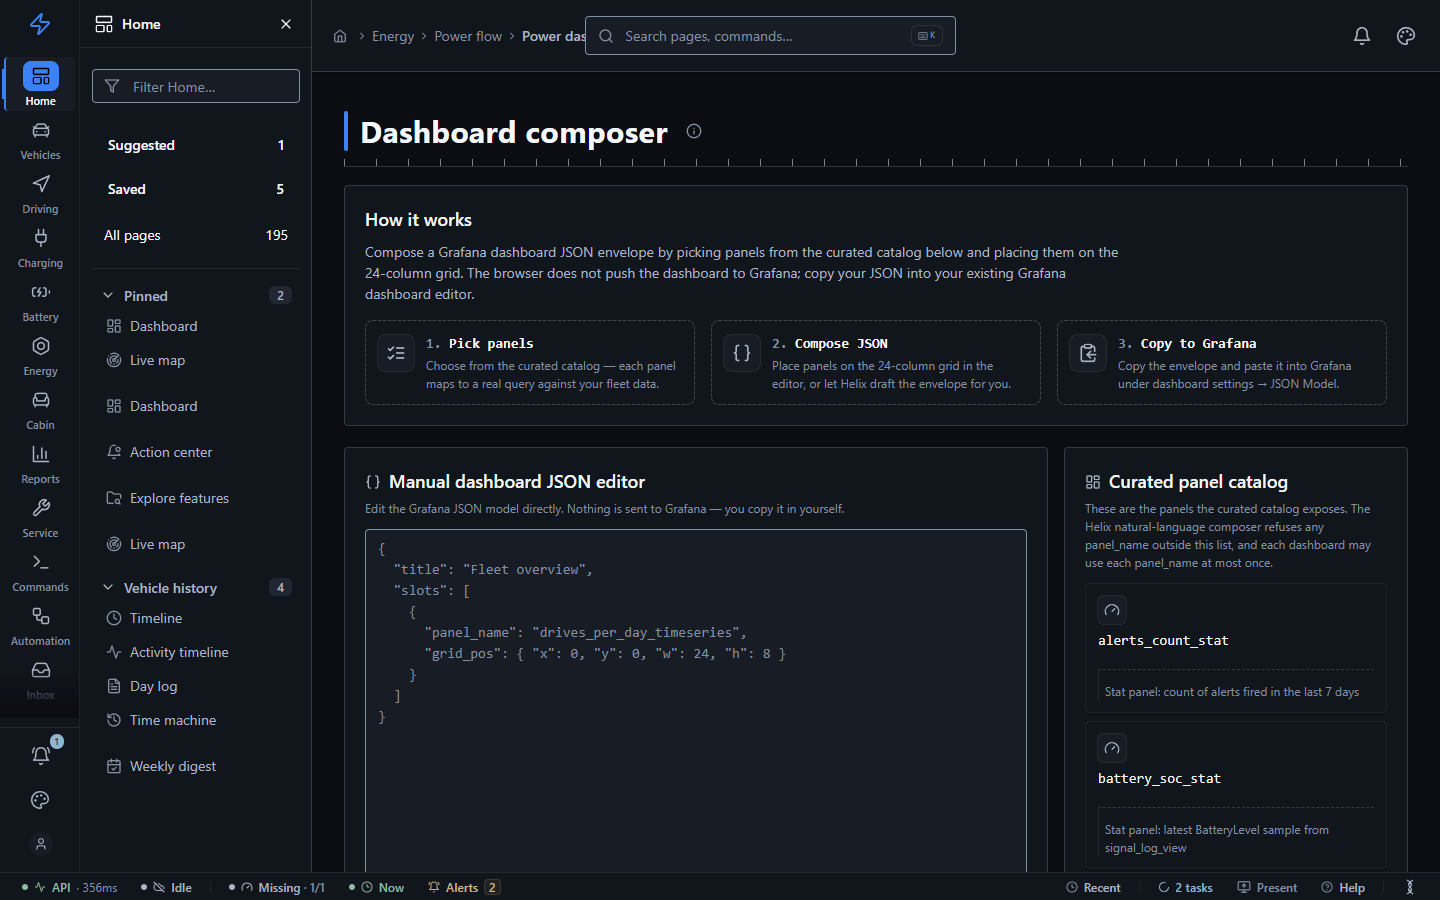 Home
Vehicles
Driving
Charging
Battery
Energy
Cabin
Reports
Service
Commands
Automation
Inbox
1
Home
Filter Home...
Suggested 1
Saved 5
All pages 195
Pinned 2
Dashboard
Live map
Dashboard
Action center
Explore features
Live map
Vehicle history 4
Timeline
Activity timeline
Day log
Time machine
Weekly digest
Energy > Power flow > Power das
Search pages, commands... K
Dashboard composer
How it works
Compose a Grafana dashboard JSON envelope by picking panels from the curated catalog below and placing them on the
24-column grid. The browser does not push the dashboard to Grafana; copy your JSON into your existing Grafana
dashboard editor.
1. Pick panels
Choose from the curated catalog — each panel
maps to a real query against your fleet data.
2. Compose JSON
Place panels on the 24-column grid in the
editor, or let Helix draft the envelope for you.
3. Copy to Grafana
Copy the envelope and paste it into Grafana
under dashboard settings → JSON Model.
Manual dashboard JSON editor
Edit the Grafana JSON model directly. Nothing is sent to Grafana — you copy it in yourself.
{
"title": "Fleet overview",
"slots": [
{
"panel_name": "drives_per_day_timeseries",
"grid_pos": { "x": 0, "y": 0, "w": 24, "h": 8 }
}
]
}
Curated panel catalog
These are the panels the curated catalog exposes. The
Helix natural-language composer refuses any
panel_name outside this list, and each dashboard may
use each panel_name at most once.
alerts_count_stat
Stat panel: count of alerts fired in the last 7 days
battery_soc_stat
Stat panel: latest BatteryLevel sample from
signal_log_view
API · 356ms
Idle
Missing · 1/1
Now
Alerts 2
Recent
2 tasks
Present
Help